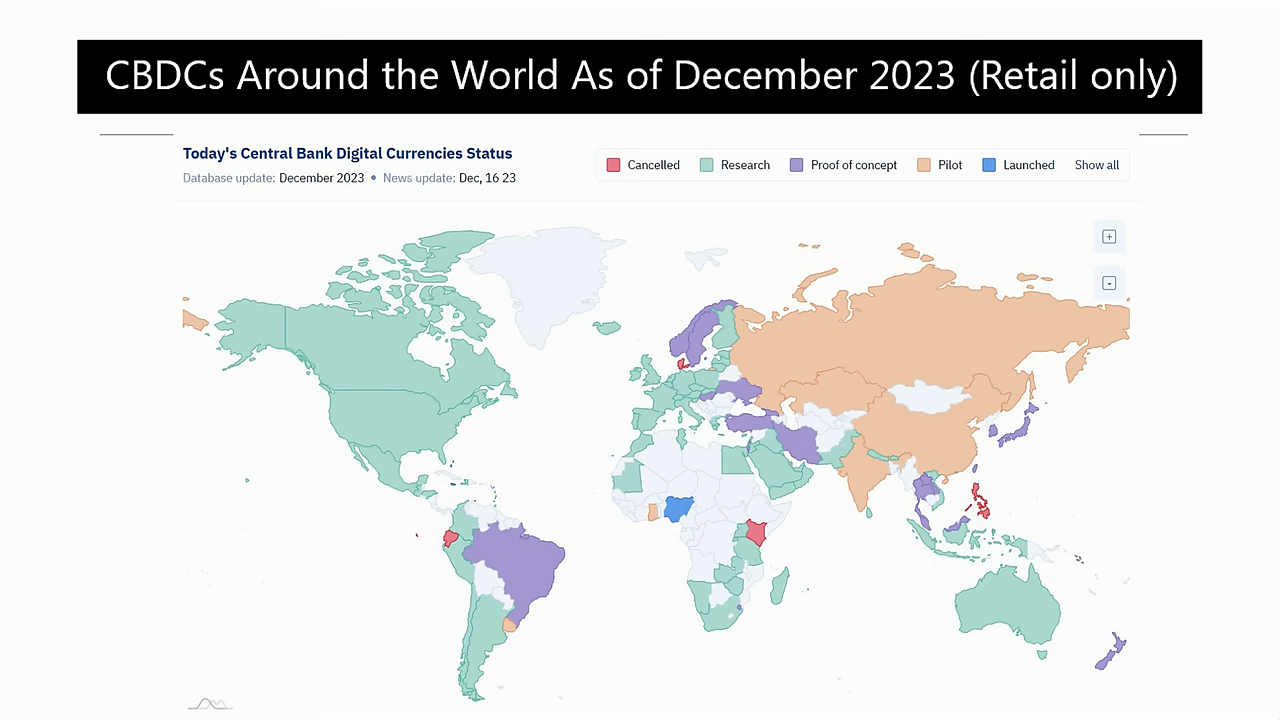 CBDCs Around the World As of December 2023 (Retail only)
Today's Central Bank Digital Currencies Status
Database update: December 2023 • News update: Dec, 16 23
Cancelled Research Proof of concept Pilot Launched Show all
+
-